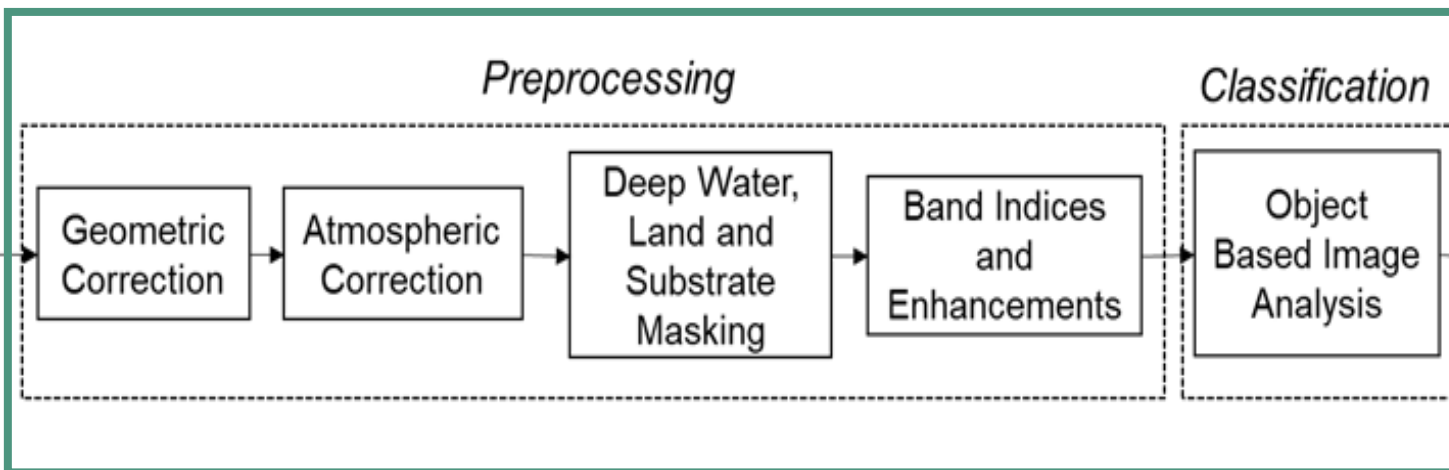 Preprocessing
Classification
Geometric
Correction
Atmospheric
Correction
Deep Water,
Land and
Substrate
Masking
Band Indices
and
Enhancements
Object
Based Image
Analysis